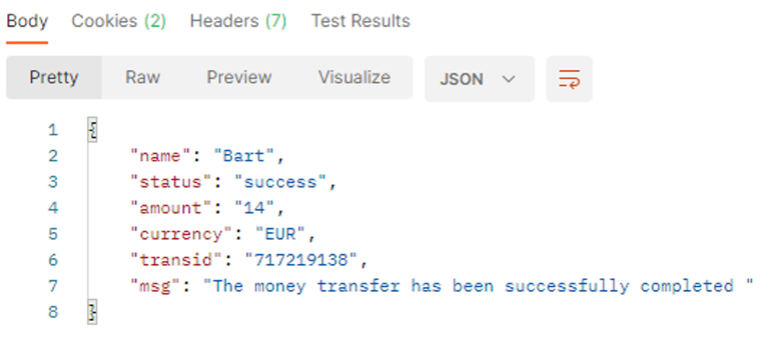 Body Cookies (2) Headers (7) Test Results
Pretty Raw Preview Visualize JSON
1 {
2 "name": "Bart",
3 "status": "success",
4 "amount": "14",
5 "currency": "EUR",
6 "transid": "717219138",
7 "msg": "The money transfer has been successfully completed "
8 }